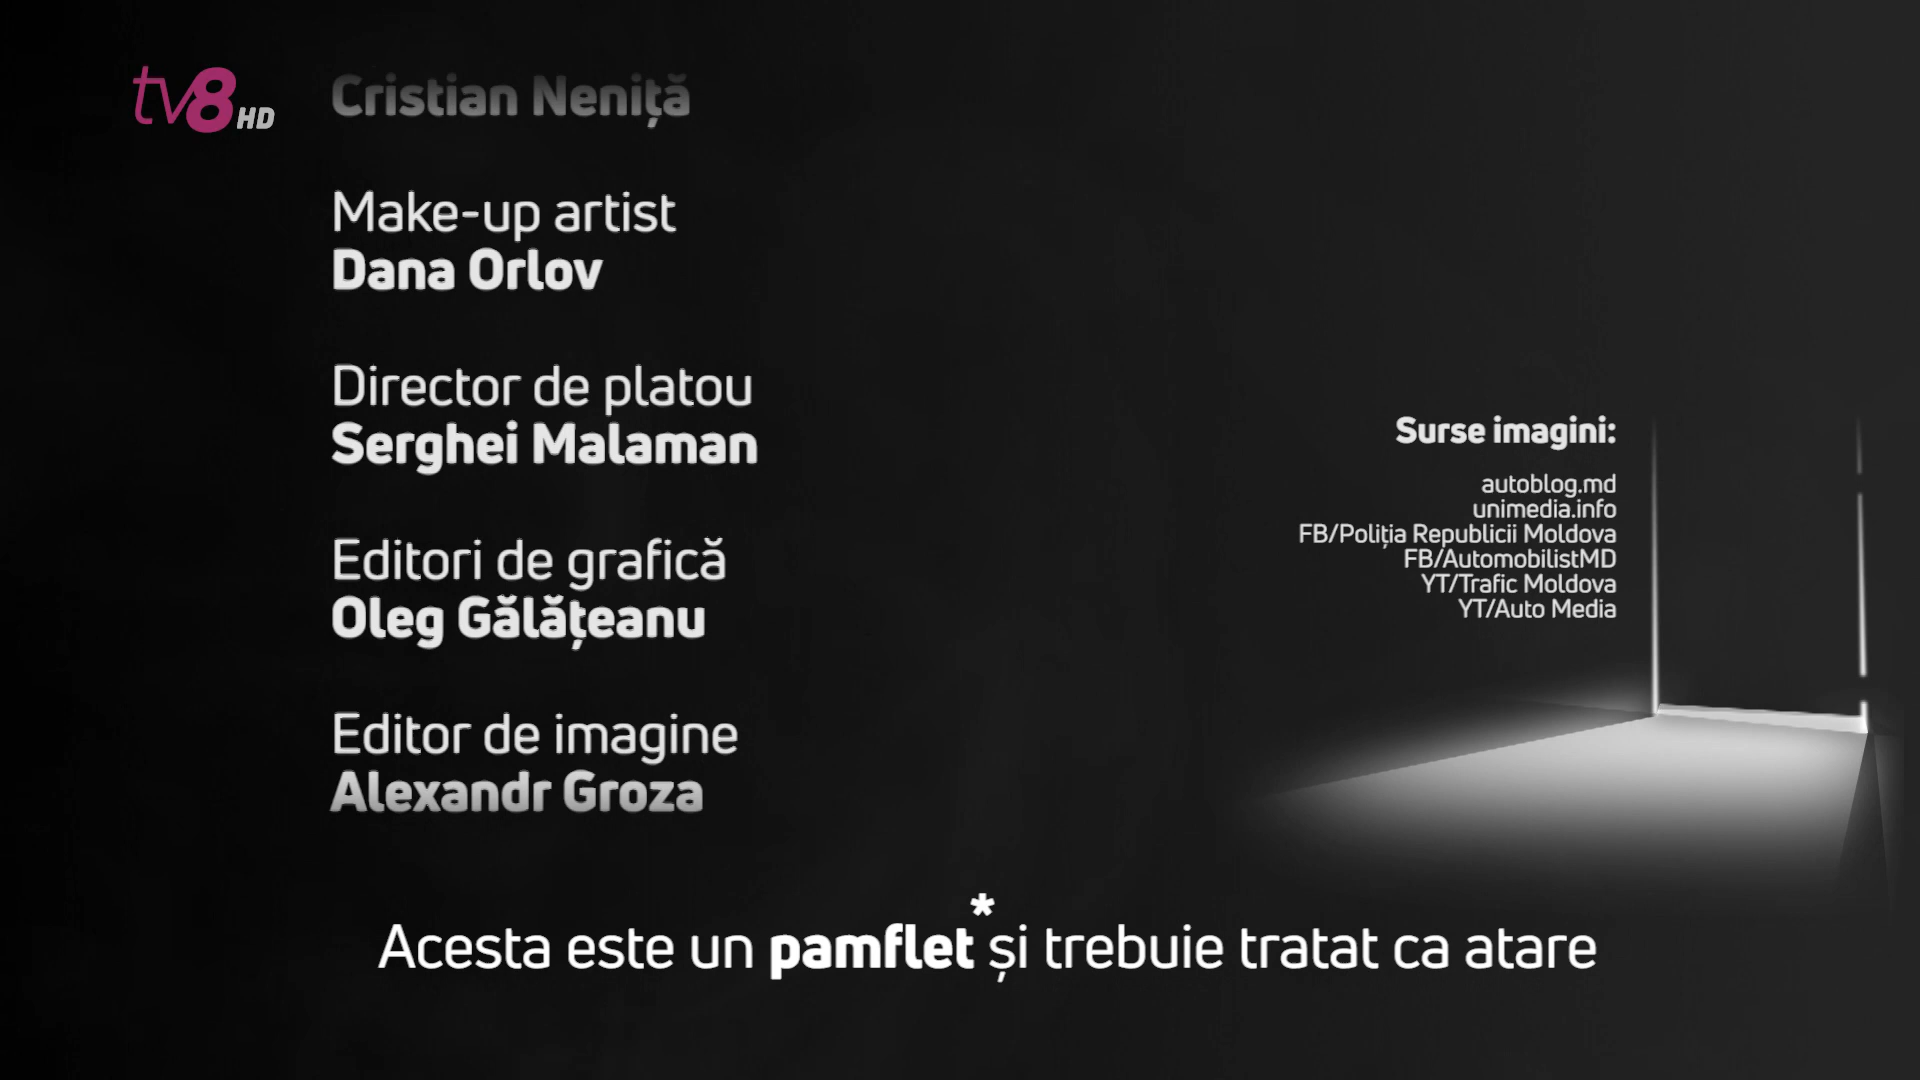 tv8 HD
Cristian Neniță
Make-up artist
Dana Orlov
Director de platou
Serghei Malaman
Editori de grafică
Oleg Gălățeanu
Editor de imagine
Alexandr Groza
Surse imagini:
autoblog.md
unimedia.info
FB/Poliția Republicii Moldova
FB/AutomobilistMD
YT/Trafic Moldova
YT/Auto Media
Acesta este un pamflet* și trebuie tratat ca atare